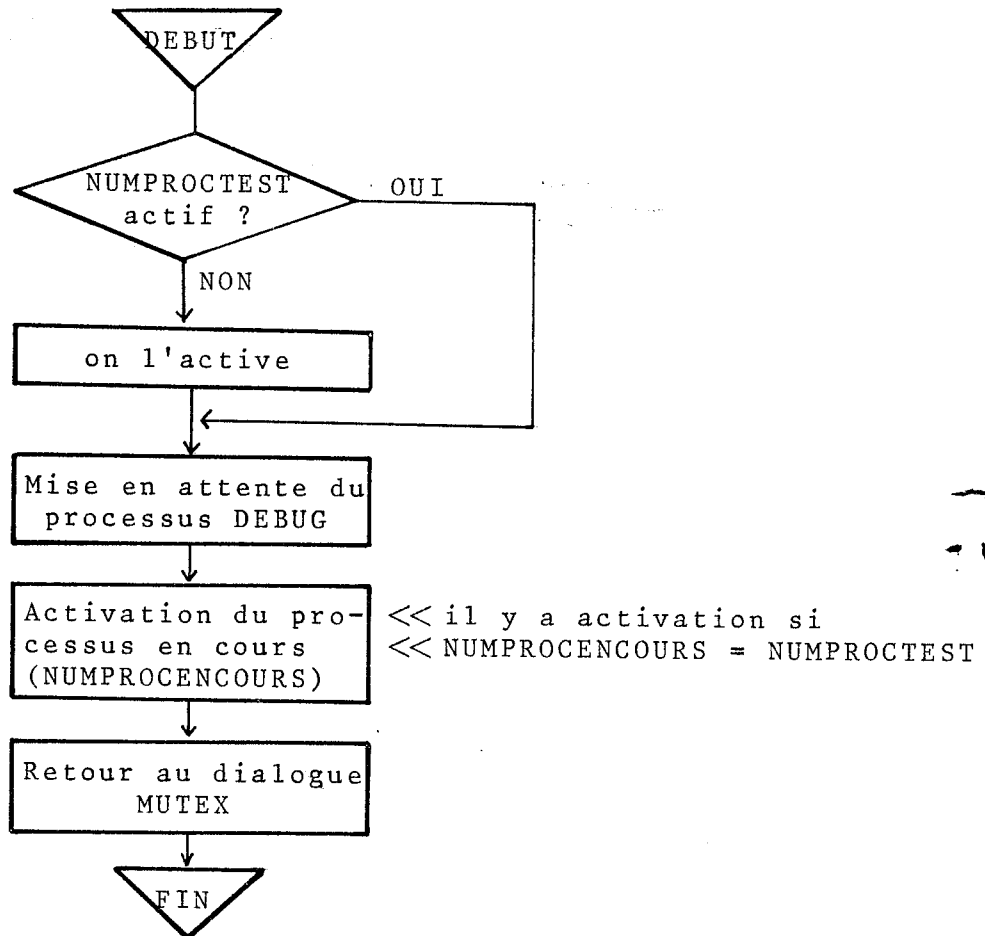 DEBUT
NUMPROCTEST
actif ?
OUI
NON
on l'active
Mise en attente du
processus DEBUG
Activation du pro-
cessus en cours
(NUMPROCENCOURS)
<< il y a activation si
<< NUMPROCENCOURS = NUMPROCTEST
Retour au dialogue
MUTEX
FIN